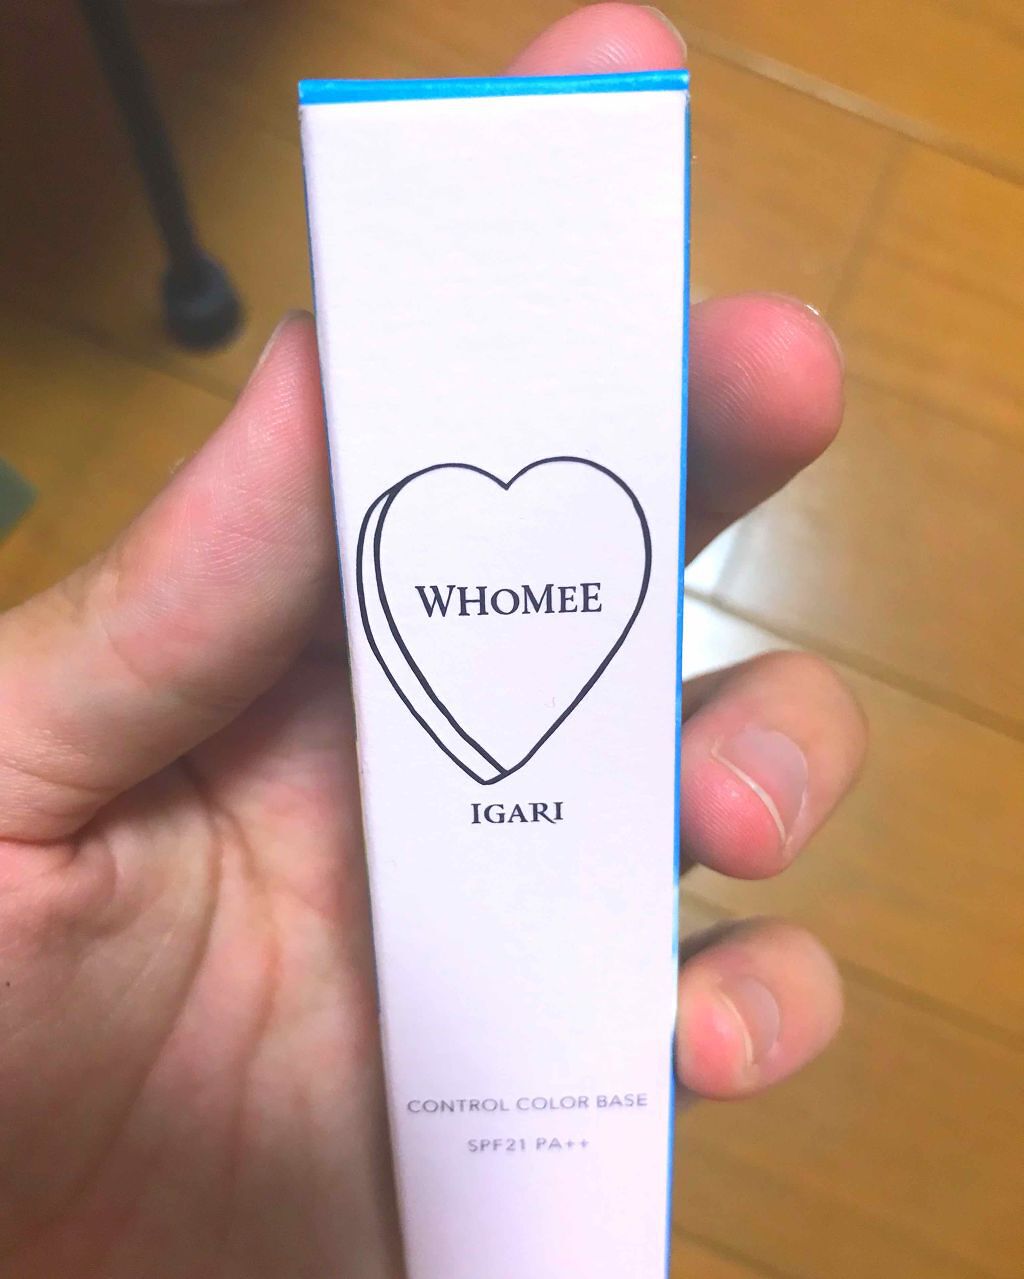 WHOMEE
IGARI
CONTROL COLOR BASE
SPF21 PA++